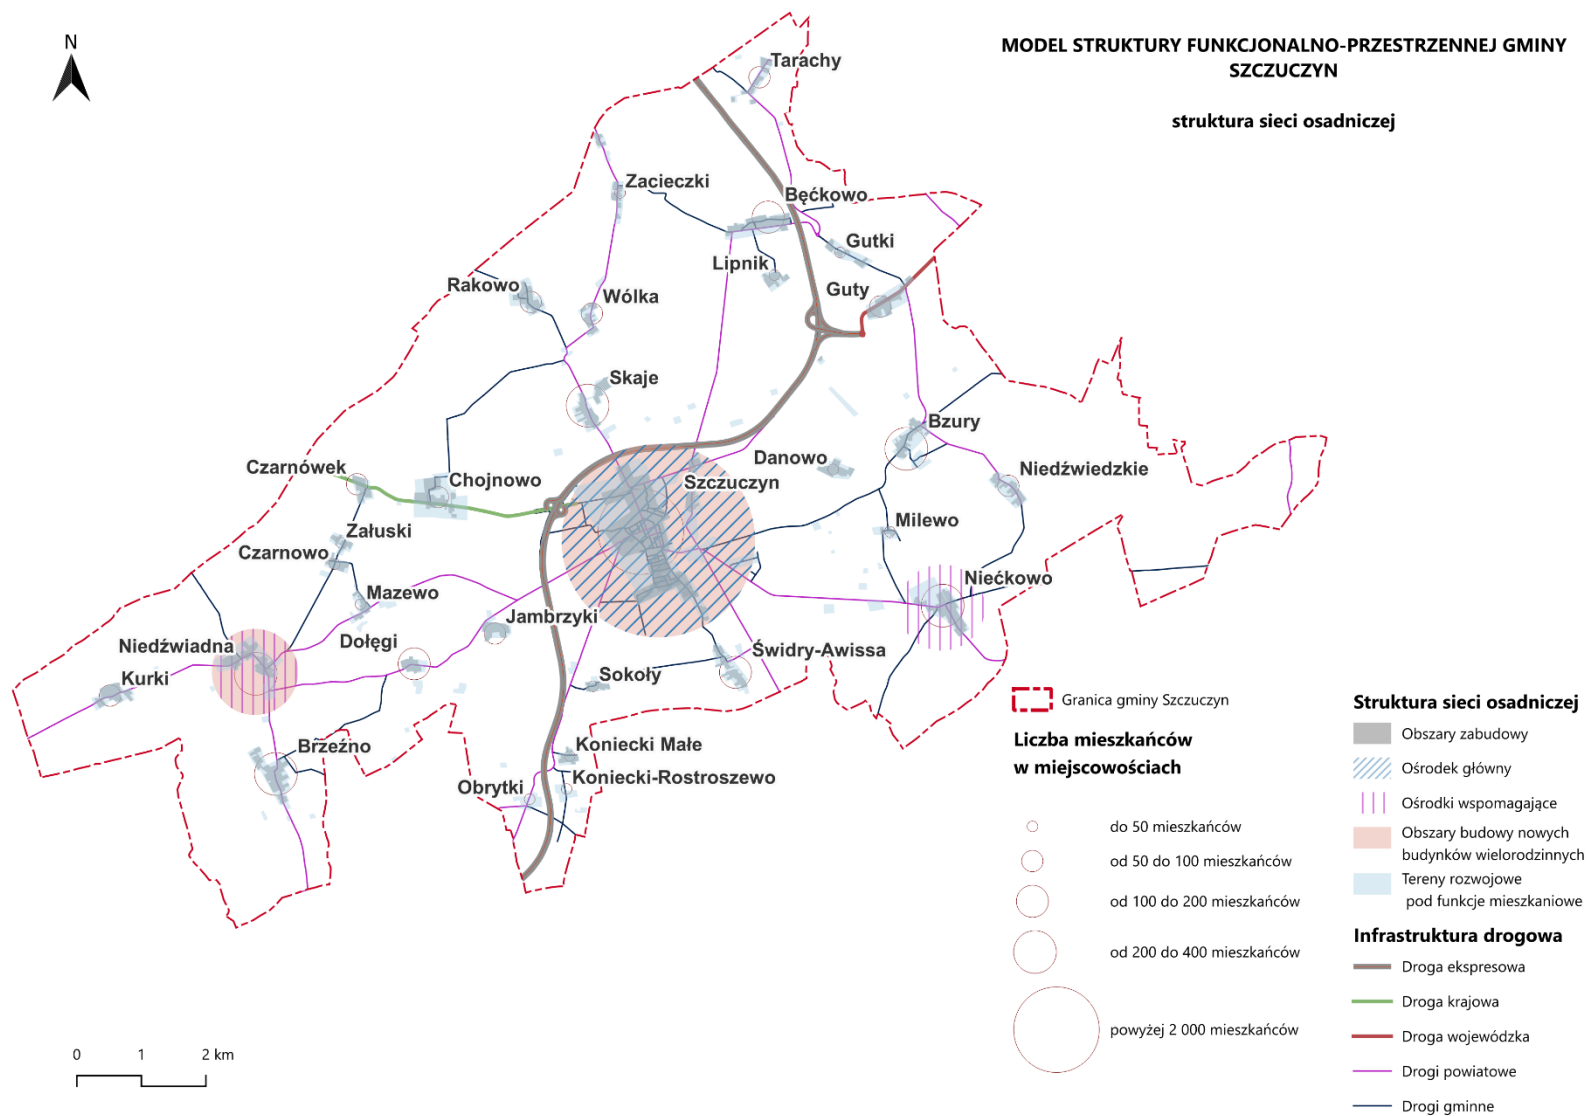 MODEL STRUKTURY FUNKCJONALNO-PRZESTRZENNEJ GMINY
SZCZUCZYN
struktura sieci osadniczej
N
Tarachy
Zacieczki
Bęćkowo
Gutki
Lipnik
Rakowo
Wólka
Guty
Skaje
Bzury
Danowo
Czarnówek
Chojnowo
Szczuczyn
Niedźwiedzkie
Załuski
Milewo
Czarnowo
Mazewo
Niećkowo
Jambrzyki
Dołęgi
Niedźwiadna
Świdry-Awissa
Kurki
Sokoły
Brzeźno
Koniecki Małe
Koniecki-Rostroszewo
Obrytki
Granica gminy Szczuczyn
Liczba mieszkańców
w miejscowościach
do 50 mieszkańców
od 50 do 100 mieszkańców
od 100 do 200 mieszkańców
od 200 do 400 mieszkańców
powyżej 2 000 mieszkańców
Struktura sieci osadniczej
Obszary zabudowy
Ośrodek główny
Ośrodki wspomagające
Obszary budowy nowych
budynków wielorodzinnych
Tereny rozwojowe
pod funkcje mieszkaniowe
Infrastruktura drogowa
Droga ekspresowa
Droga krajowa
Droga wojewódzka
Drogi powiatowe
Drogi gminne
0 1 2 km